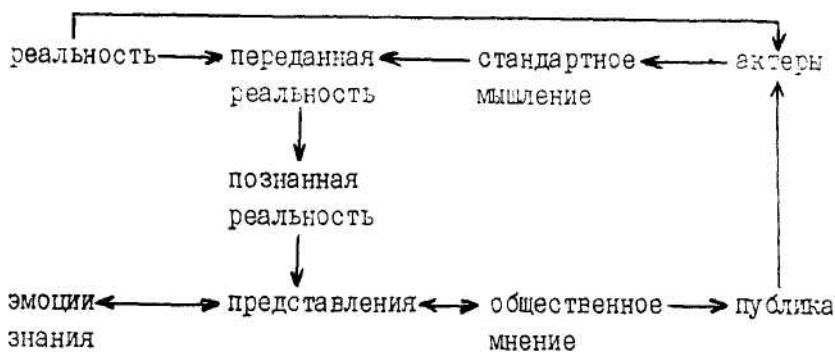 реальность переданная стандартное актеры
реальность мышление
познанная
реальность
эмоции представления общественное публика
знания мнение